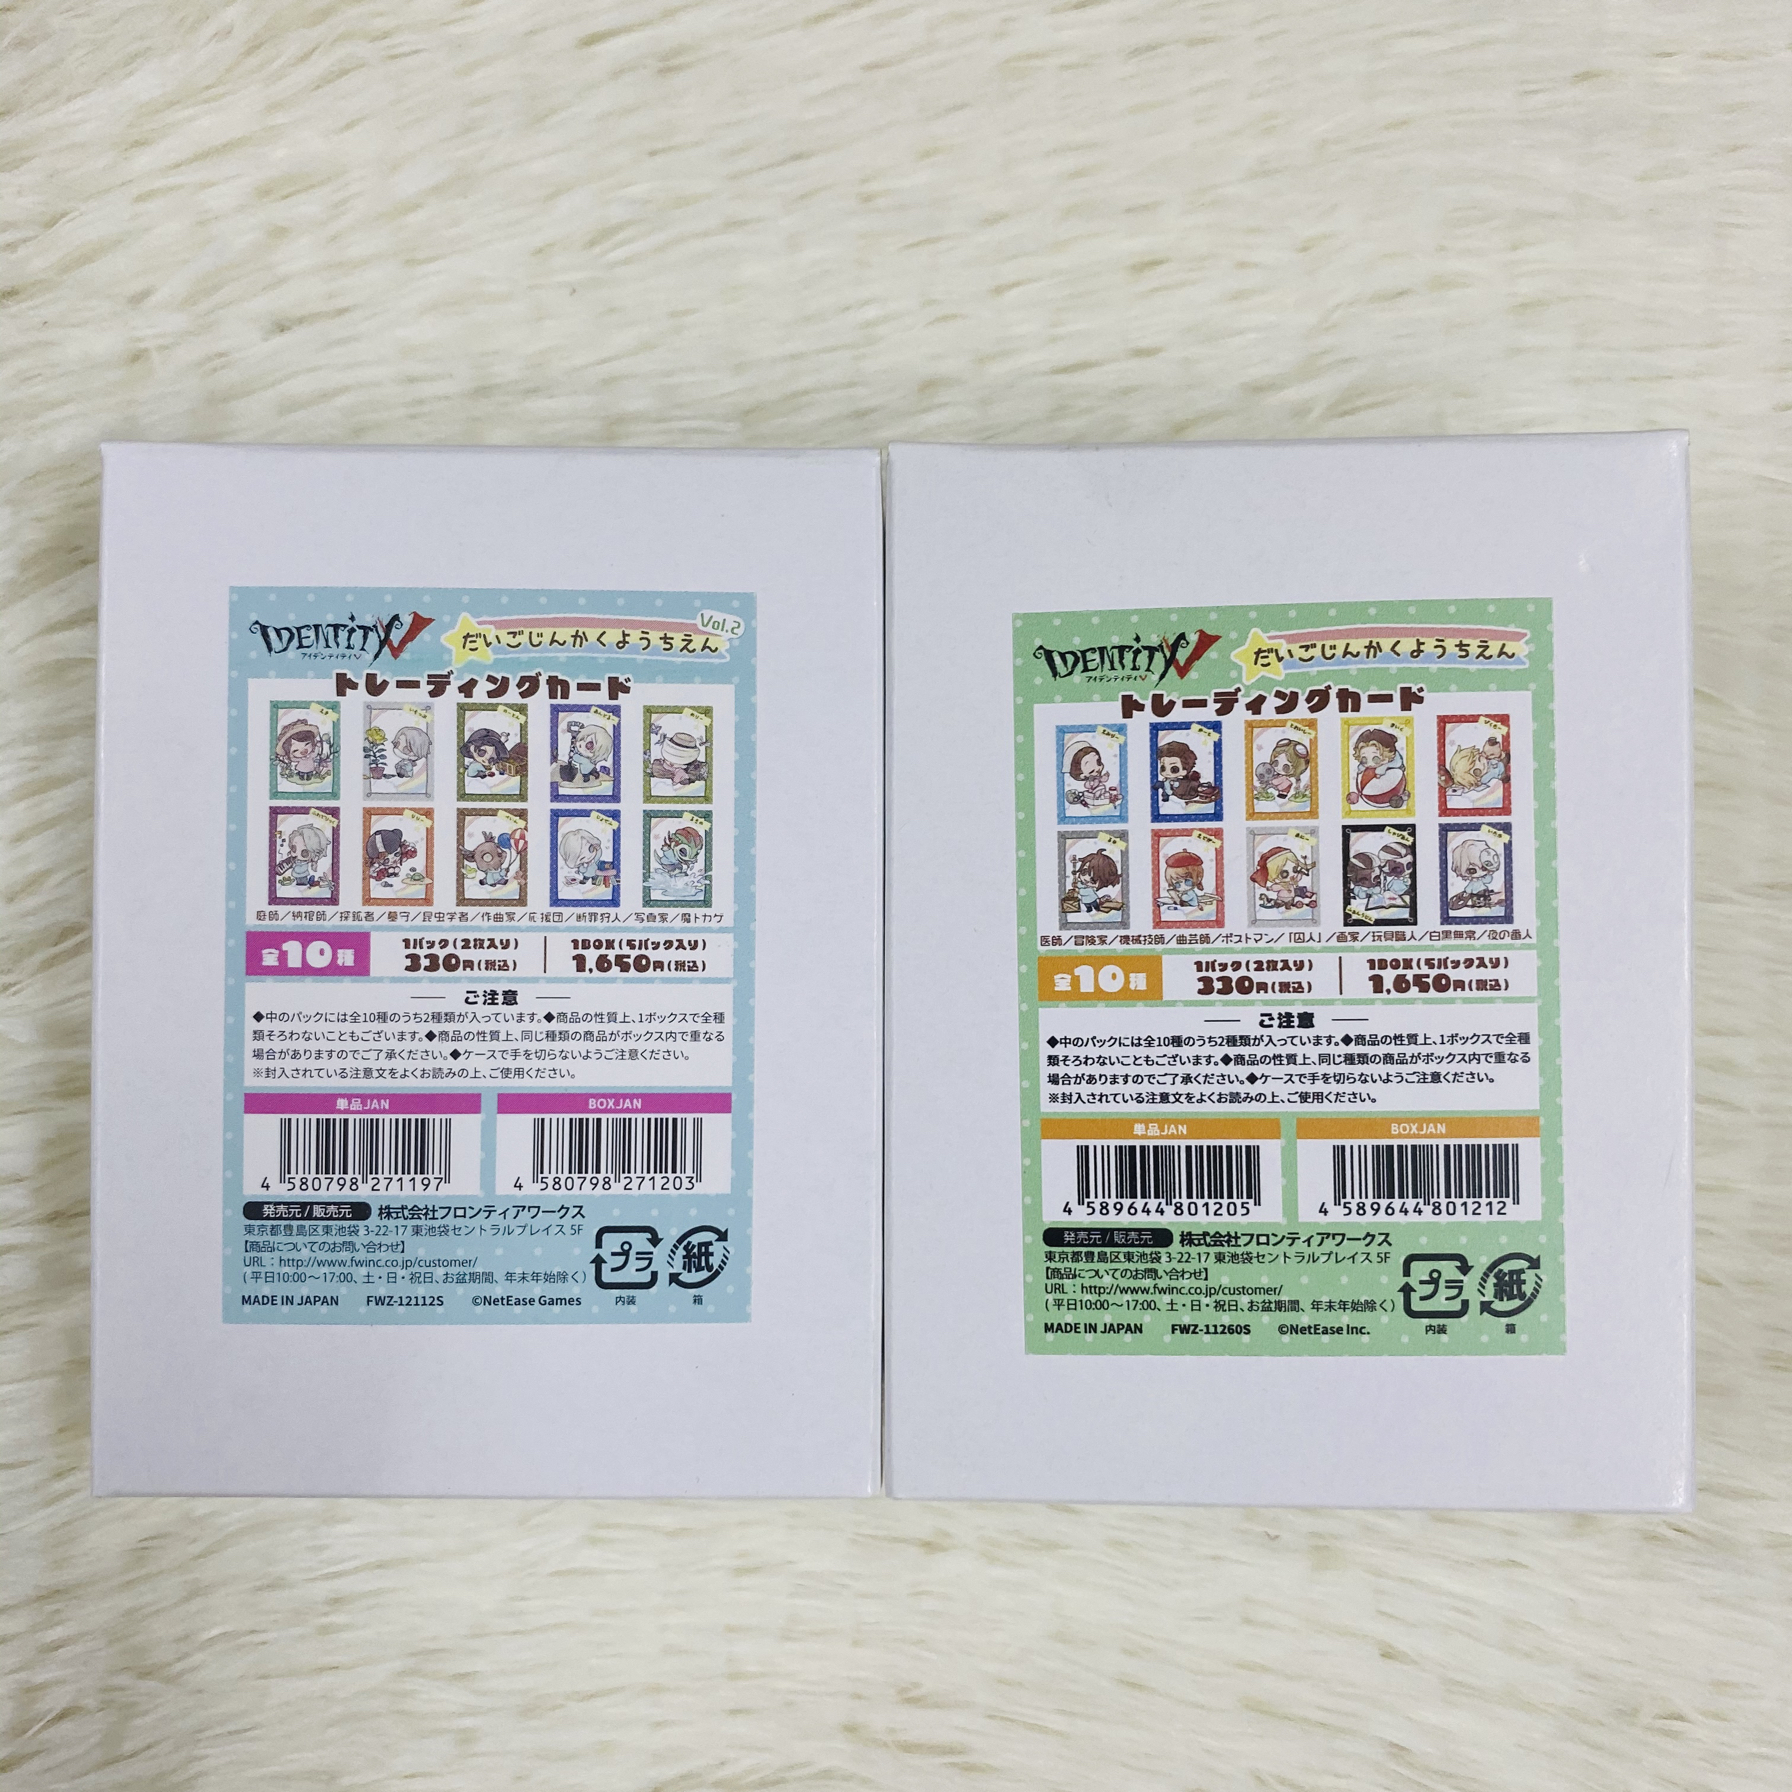 IDENTITY V
アイデンティティV
だいごじんかくようちえん
Vol.2
トレーディングカード
庭師／納棺師／探鉱者／墓守／昆虫学者／作曲家／応援団／断罪狩人／写真家／魔トカゲ
全10種
1パック(2枚入り)
330円(税込)
1BOX(5パック入り)
1,650円(税込)
ご注意
◆中のパックには全10種のうち2種類が入っています。◆商品の性質上、1ボックスで全種
類そろわないこともございます。◆商品の性質上、同じ種類の商品がボックス内で重なる
場合がありますのでご了承ください。◆ケースで手を切らないようご注意ください。
※封入されている注意文をよくお読みの上、ご使用ください。
単品JAN
BOXJAN
4 580798 271197
4 580798 271203
発売元 / 販売元 株式会社フロンティアワークス
東京都豊島区東池袋 3-22-17 東池袋セントラルプレイス 5F
【商品についてのお問い合わせ】
URL : http://www.fwinc.co.jp/customer/
( 平日10:00～17:00、土・日・祝日、お盆期間、年末年始除く )
MADE IN JAPAN FWZ-12112S ©NetEase Games
プラ
内装
紙
箱
IDENTITY V
アイデンティティV
だいごじんかくようちえん
トレーディングカード
医師／冒険家／機械技師／曲芸師／ポストマン／「囚人」／画家／玩具職人／白黒無常／夜の番人
全10種
1パック(2枚入り)
330円(税込)
1BOX(5パック入り)
1,650円(税込)
ご注意
◆中のパックには全10種のうち2種類が入っています。◆商品の性質上、1ボックスで全種
類そろわないこともございます。◆商品の性質上、同じ種類の商品がボックス内で重なる
場合がありますのでご了承ください。◆ケースで手を切らないようご注意ください。
※封入されている注意文をよくお読みの上、ご使用ください。
単品JAN
BOXJAN
4 589644 801205
4 589644 801212
発売元 / 販売元 株式会社フロンティアワークス
東京都豊島区東池袋 3-22-17 東池袋セントラルプレイス 5F
【商品についてのお問い合わせ】
URL : http://www.fwinc.co.jp/customer/
( 平日10:00～17:00、土・日・祝日、お盆期間、年末年始除く )
MADE IN JAPAN FWZ-11260S ©NetEase Inc.
プラ
内装
紙
箱